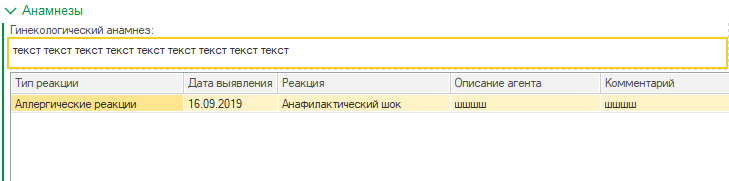 Анамнезы
Гинекологический анамнез:
текст текст текст текст текст текст текст текст текст
Тип реакции Дата выявления Реакция Описание агента Комментарий
Аллергические реакции 16.09.2019 Анафилактический шок шшшш шшшш